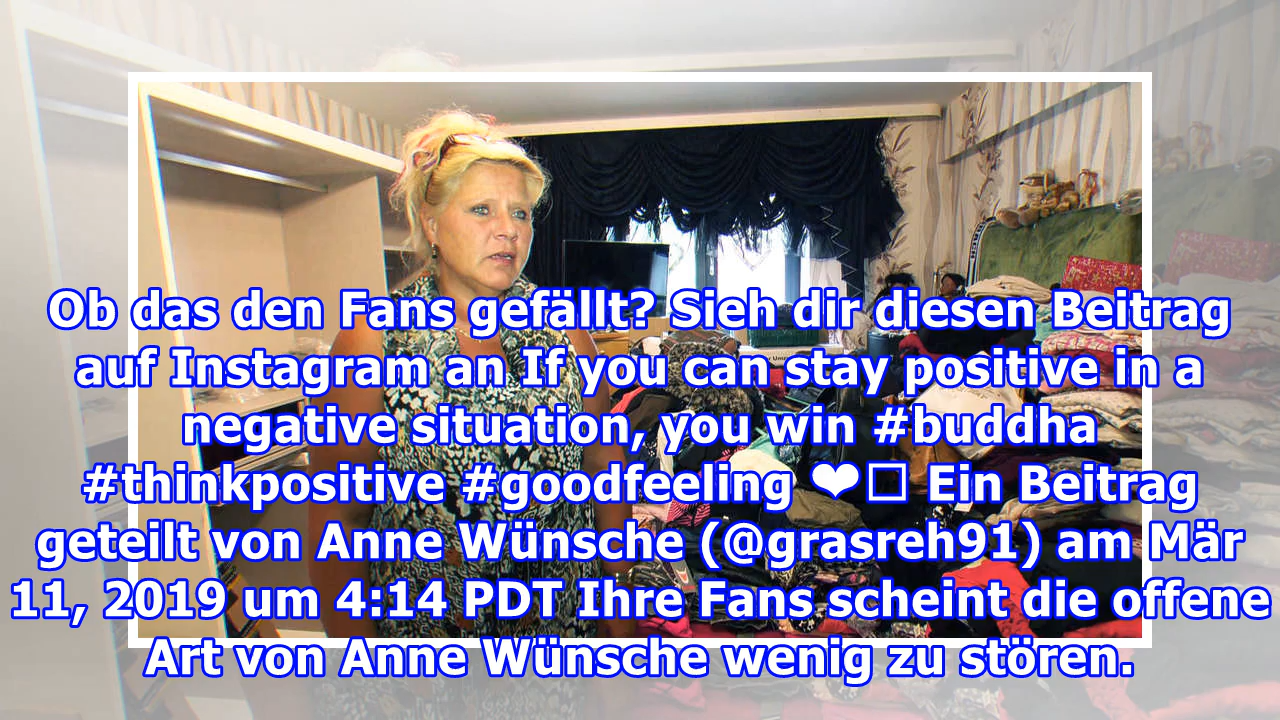 Ob das den Fans gefällt? Sieh dir diesen Beitrag
auf Instagram an If you can stay positive in a
negative situation, you win #buddha
#thinkpositive #goodfeeling ❤□ Ein Beitrag
geteilt von Anne Wünsche (@grasreh91) am Mär
11, 2019 um 4:14 PDT Ihre Fans scheint die offene
Art von Anne Wünsche wenig zu stören.